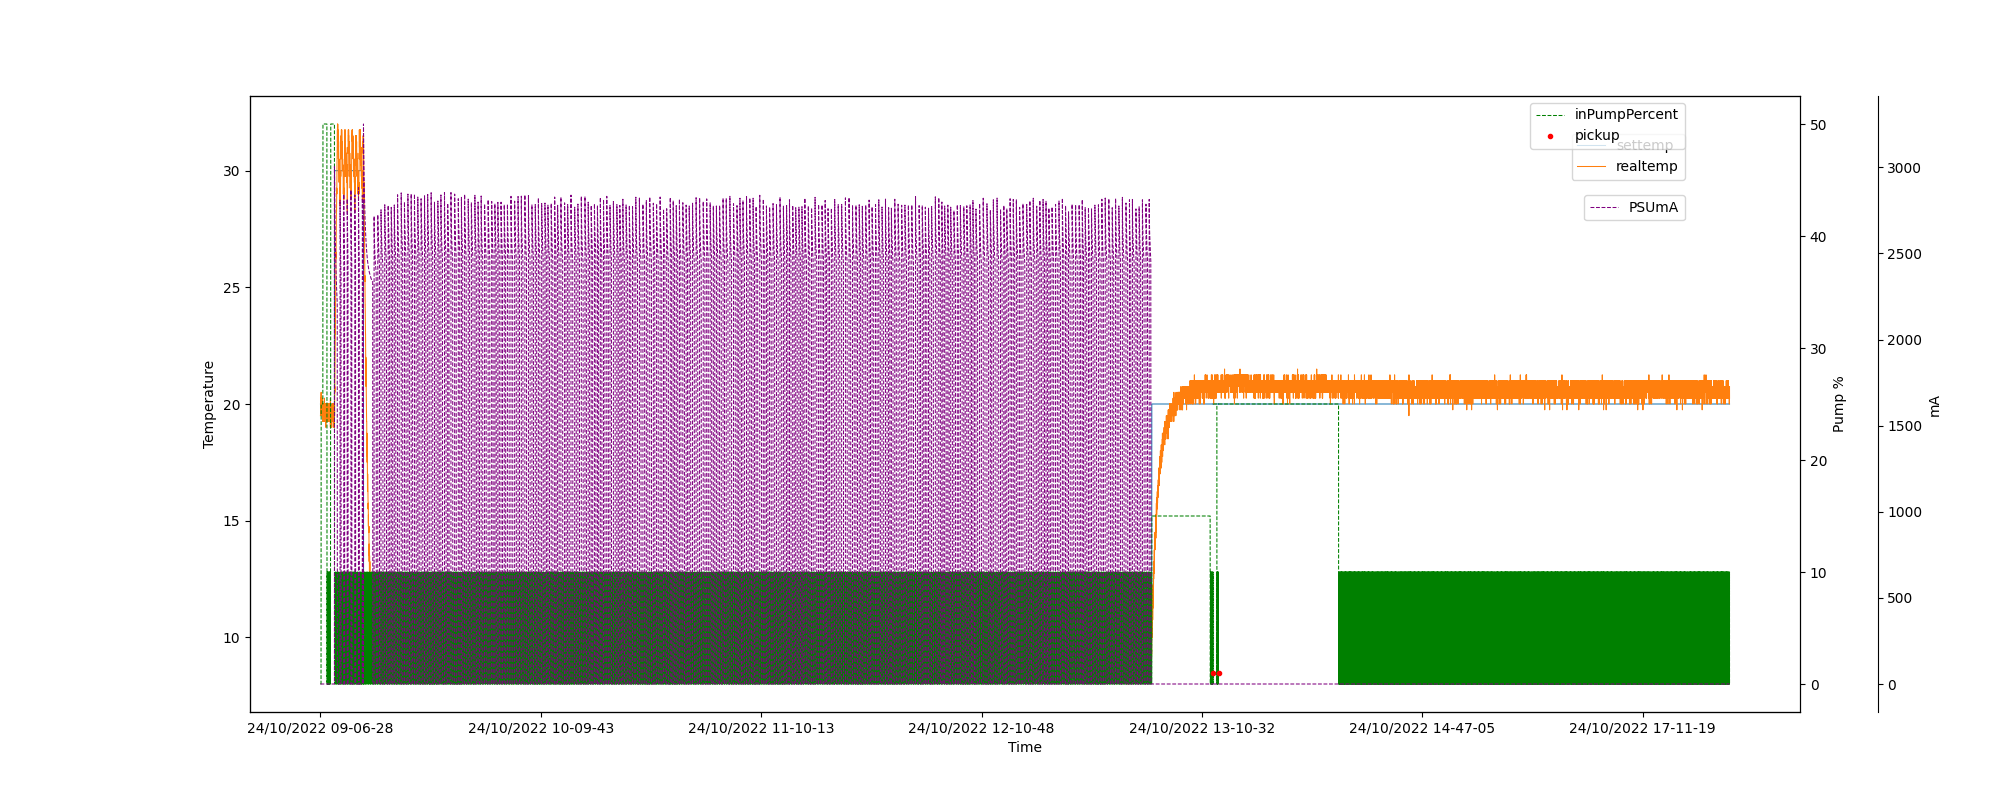 inPumpPercent
pickup
settemp
realtemp
PSUmA
30
25
20
15
10
Temperature
50
40
30
20
10
0
Pump %
3000
2500
2000
1500
1000
500
0
mA
24/10/2022 09-06-28
24/10/2022 10-09-43
24/10/2022 11-10-13
24/10/2022 12-10-48
24/10/2022 13-10-32
24/10/2022 14-47-05
24/10/2022 17-11-19
Time